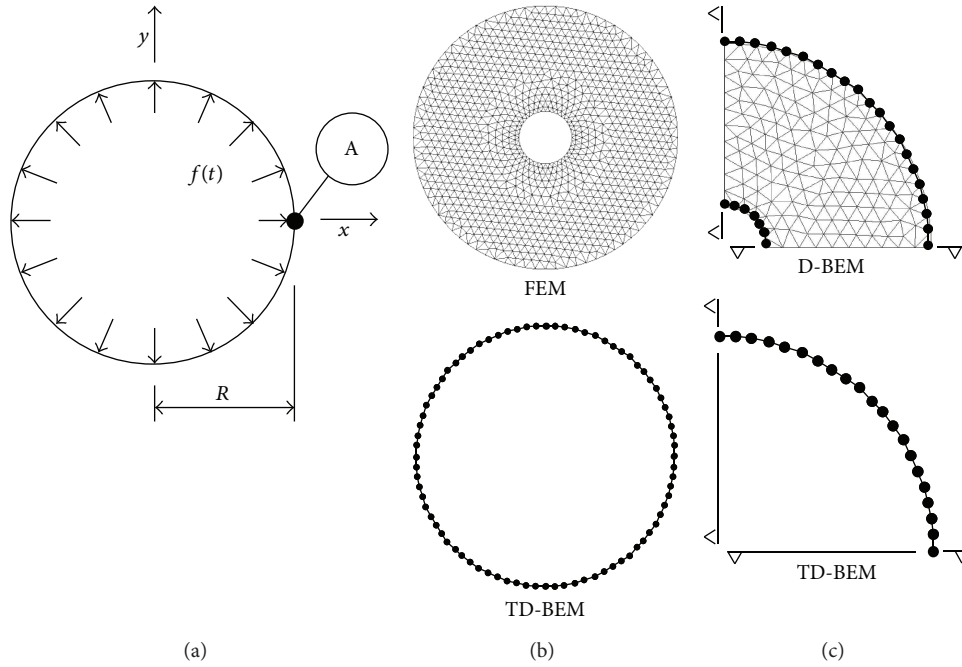 y
A
f(t)
x
R
FEM
D-BEM
TD-BEM
TD-BEM
(a)
(b)
(c)